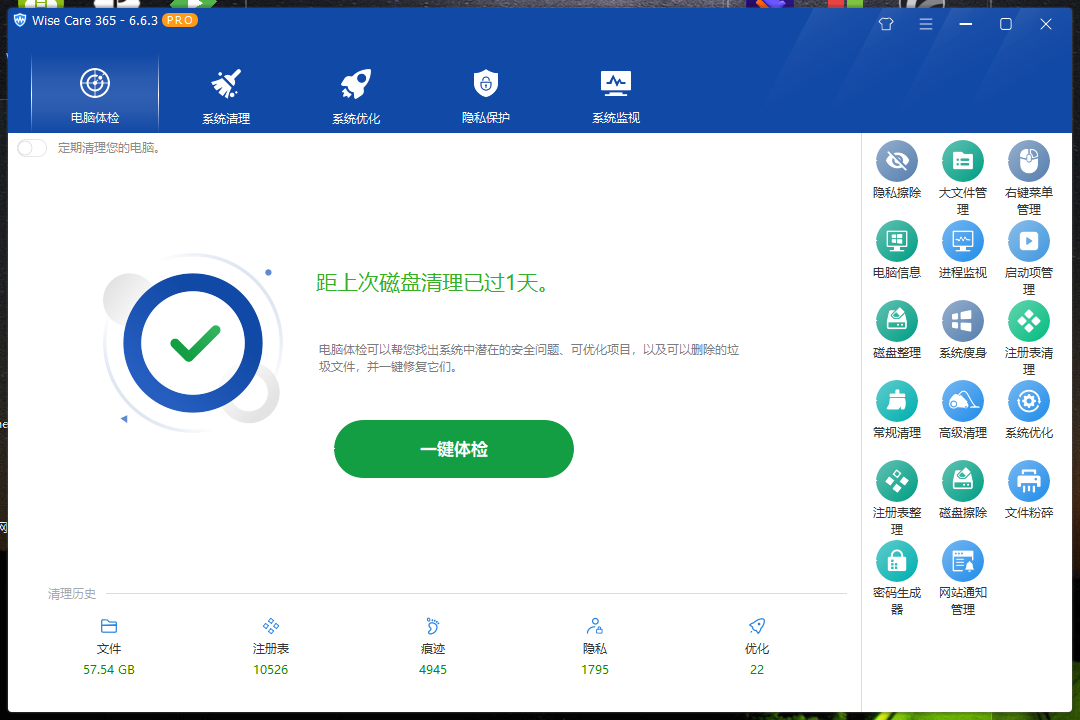 Wise Care 365 - 6.6.3 PRO
电脑体检
系统清理
系统优化
隐私保护
系统监视
定期清理您的电脑。
距上次磁盘清理已过1天。
电脑体检可以帮您找出系统中潜在的安全问题、可优化项目，以及可以删除的垃
圾文件，并一键修复它们。
一键体检
清理历史
文件
57.54 GB
注册表
10526
痕迹
4945
隐私
1795
优化
22
隐私擦除
大文件管
理
右键菜单
管理
电脑信息
进程监视
启动项管
理
磁盘整理
系统瘦身
注册表清
理
常规清理
高级清理
系统优化
注册表整
理
磁盘擦除
文件粉碎
密码生成
器
网站通知
管理